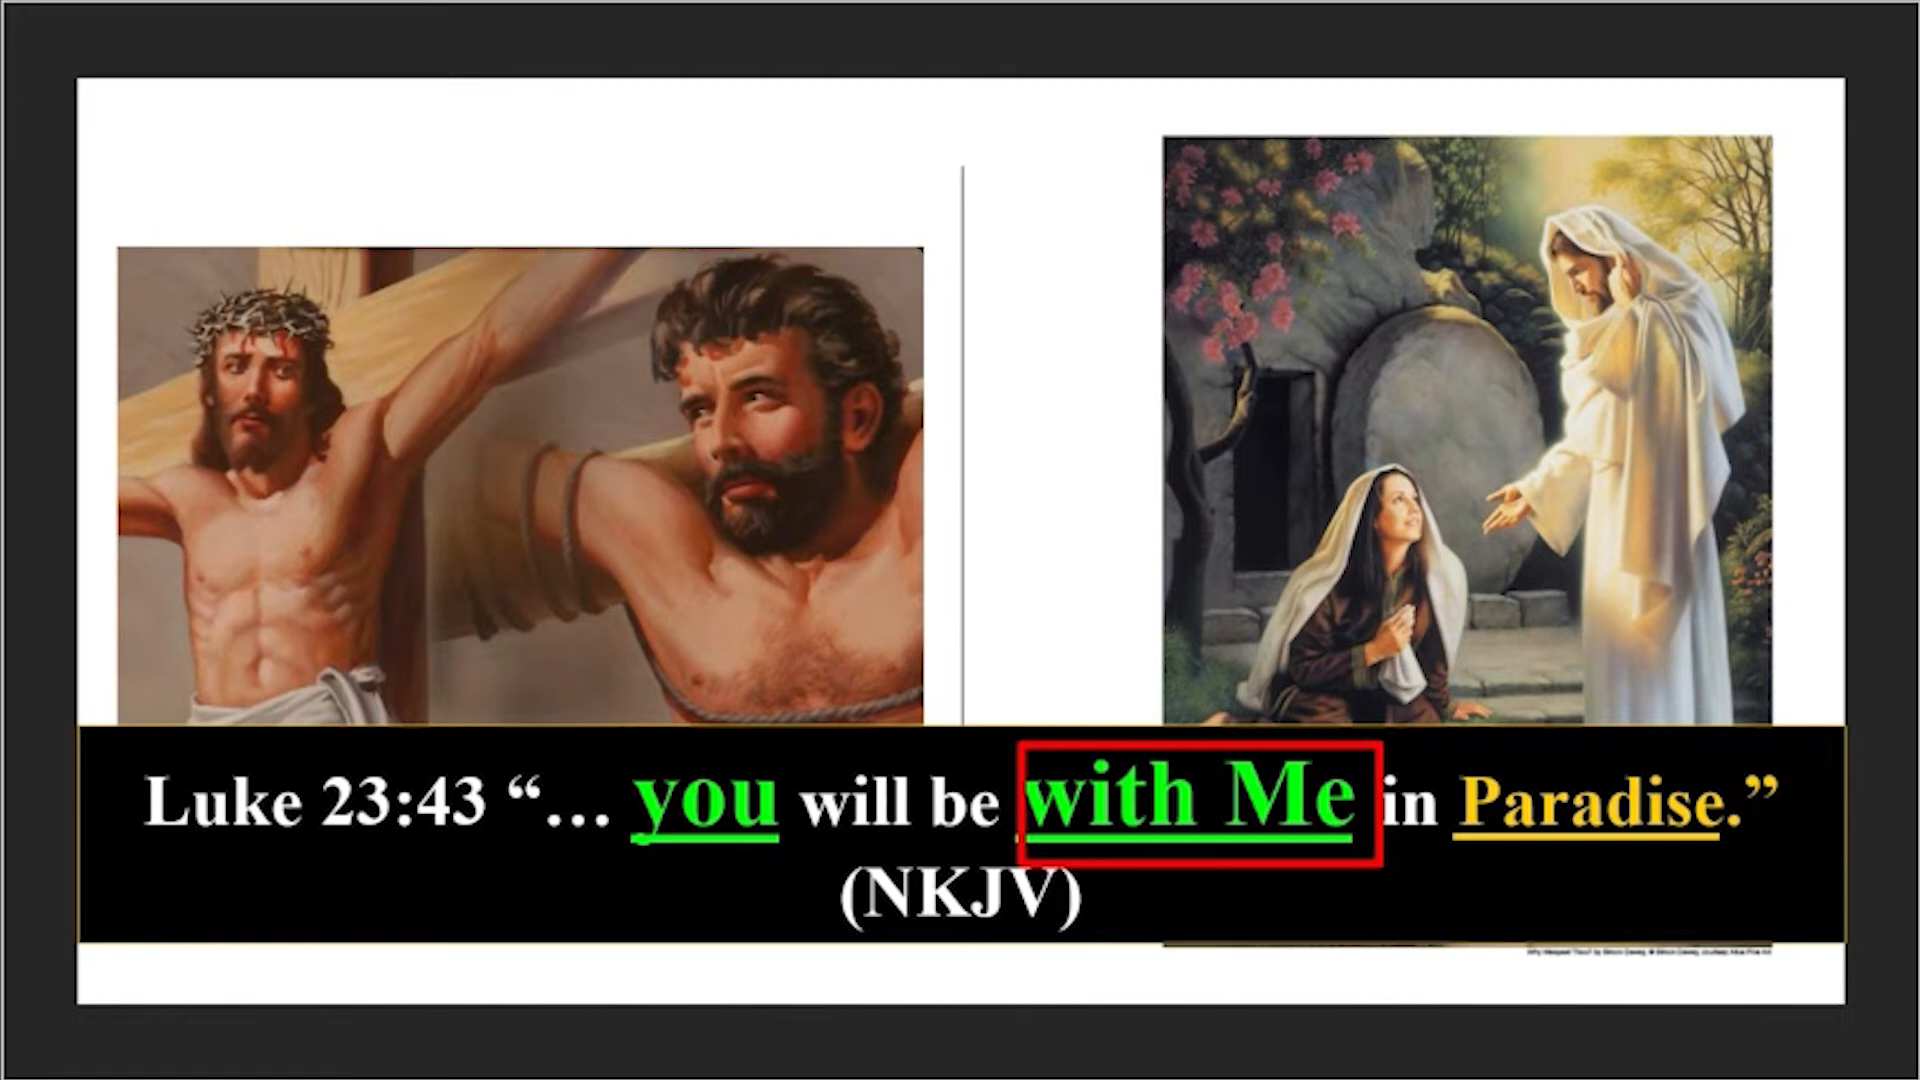 Luke 23:43 “… you will be with Me in Paradise.”
(NKJV)